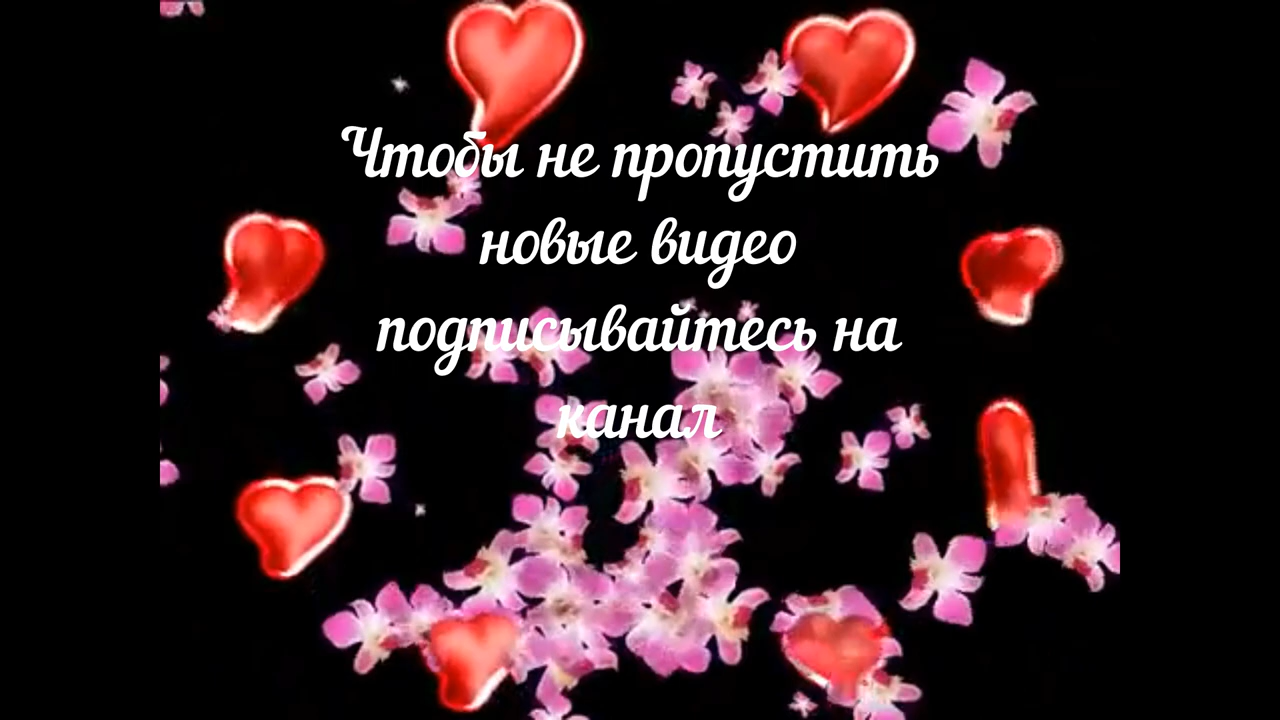 Чтобы не пропустить
новые видео
подписывайтесь на
канал